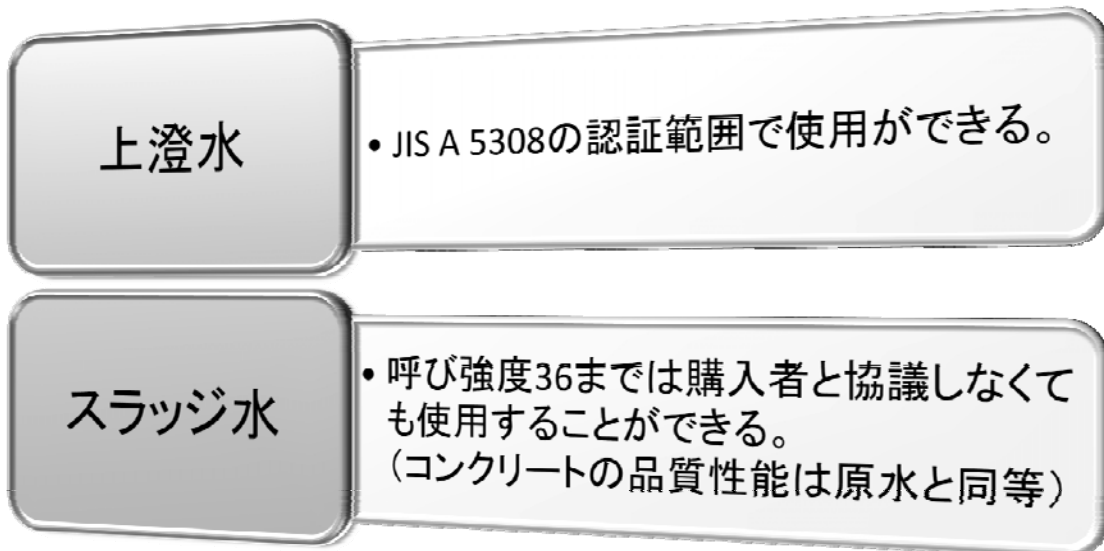 上澄水
• JIS A 5308の認証範囲で使用ができる。
スラッジ水
• 呼び強度36までは購入者と協議しなくて
も使用することができる。
（コンクリートの品質性能は原水と同等）